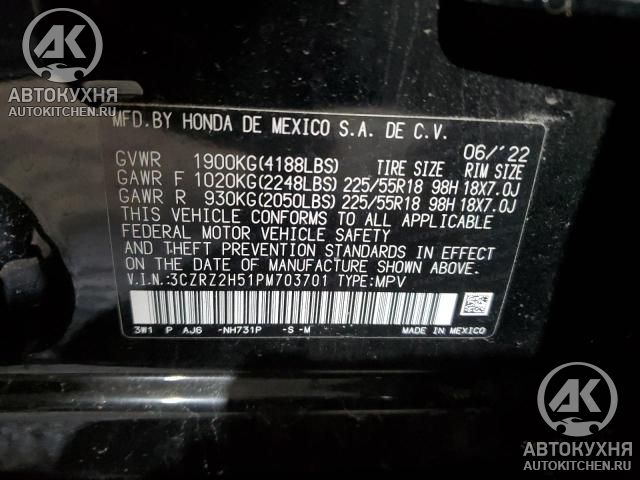 АК
АВТОКУХНЯ
AUTOKITCHEN.RU
MFD.BY HONDA DE MEXICO S.A. DE C.V.
06/'22
GVWR 1900KG(4188LBS) TIRE SIZE RIM SIZE
GAWR F 1020KG(2248LBS) 225/55R18 98H 18X7.0J
GAWR R 930KG(2050LBS) 225/55R18 98H 18X7.0J
THIS VEHICLE CONFORMS TO ALL APPLICABLE
FEDERAL MOTOR VEHICLE SAFETY
AND THEFT PREVENTION STANDARDS IN EFFECT
ON THE DATE OF MANUFACTURE SHOWN ABOVE.
V.I.N.:3CZRZ2H51PM703701 TYPE:MPV
3W1 P AJ6 -NH731P -S-M MADE IN MEXICO
АК
АВТОКУХНЯ
AUTOKITCHEN.RU